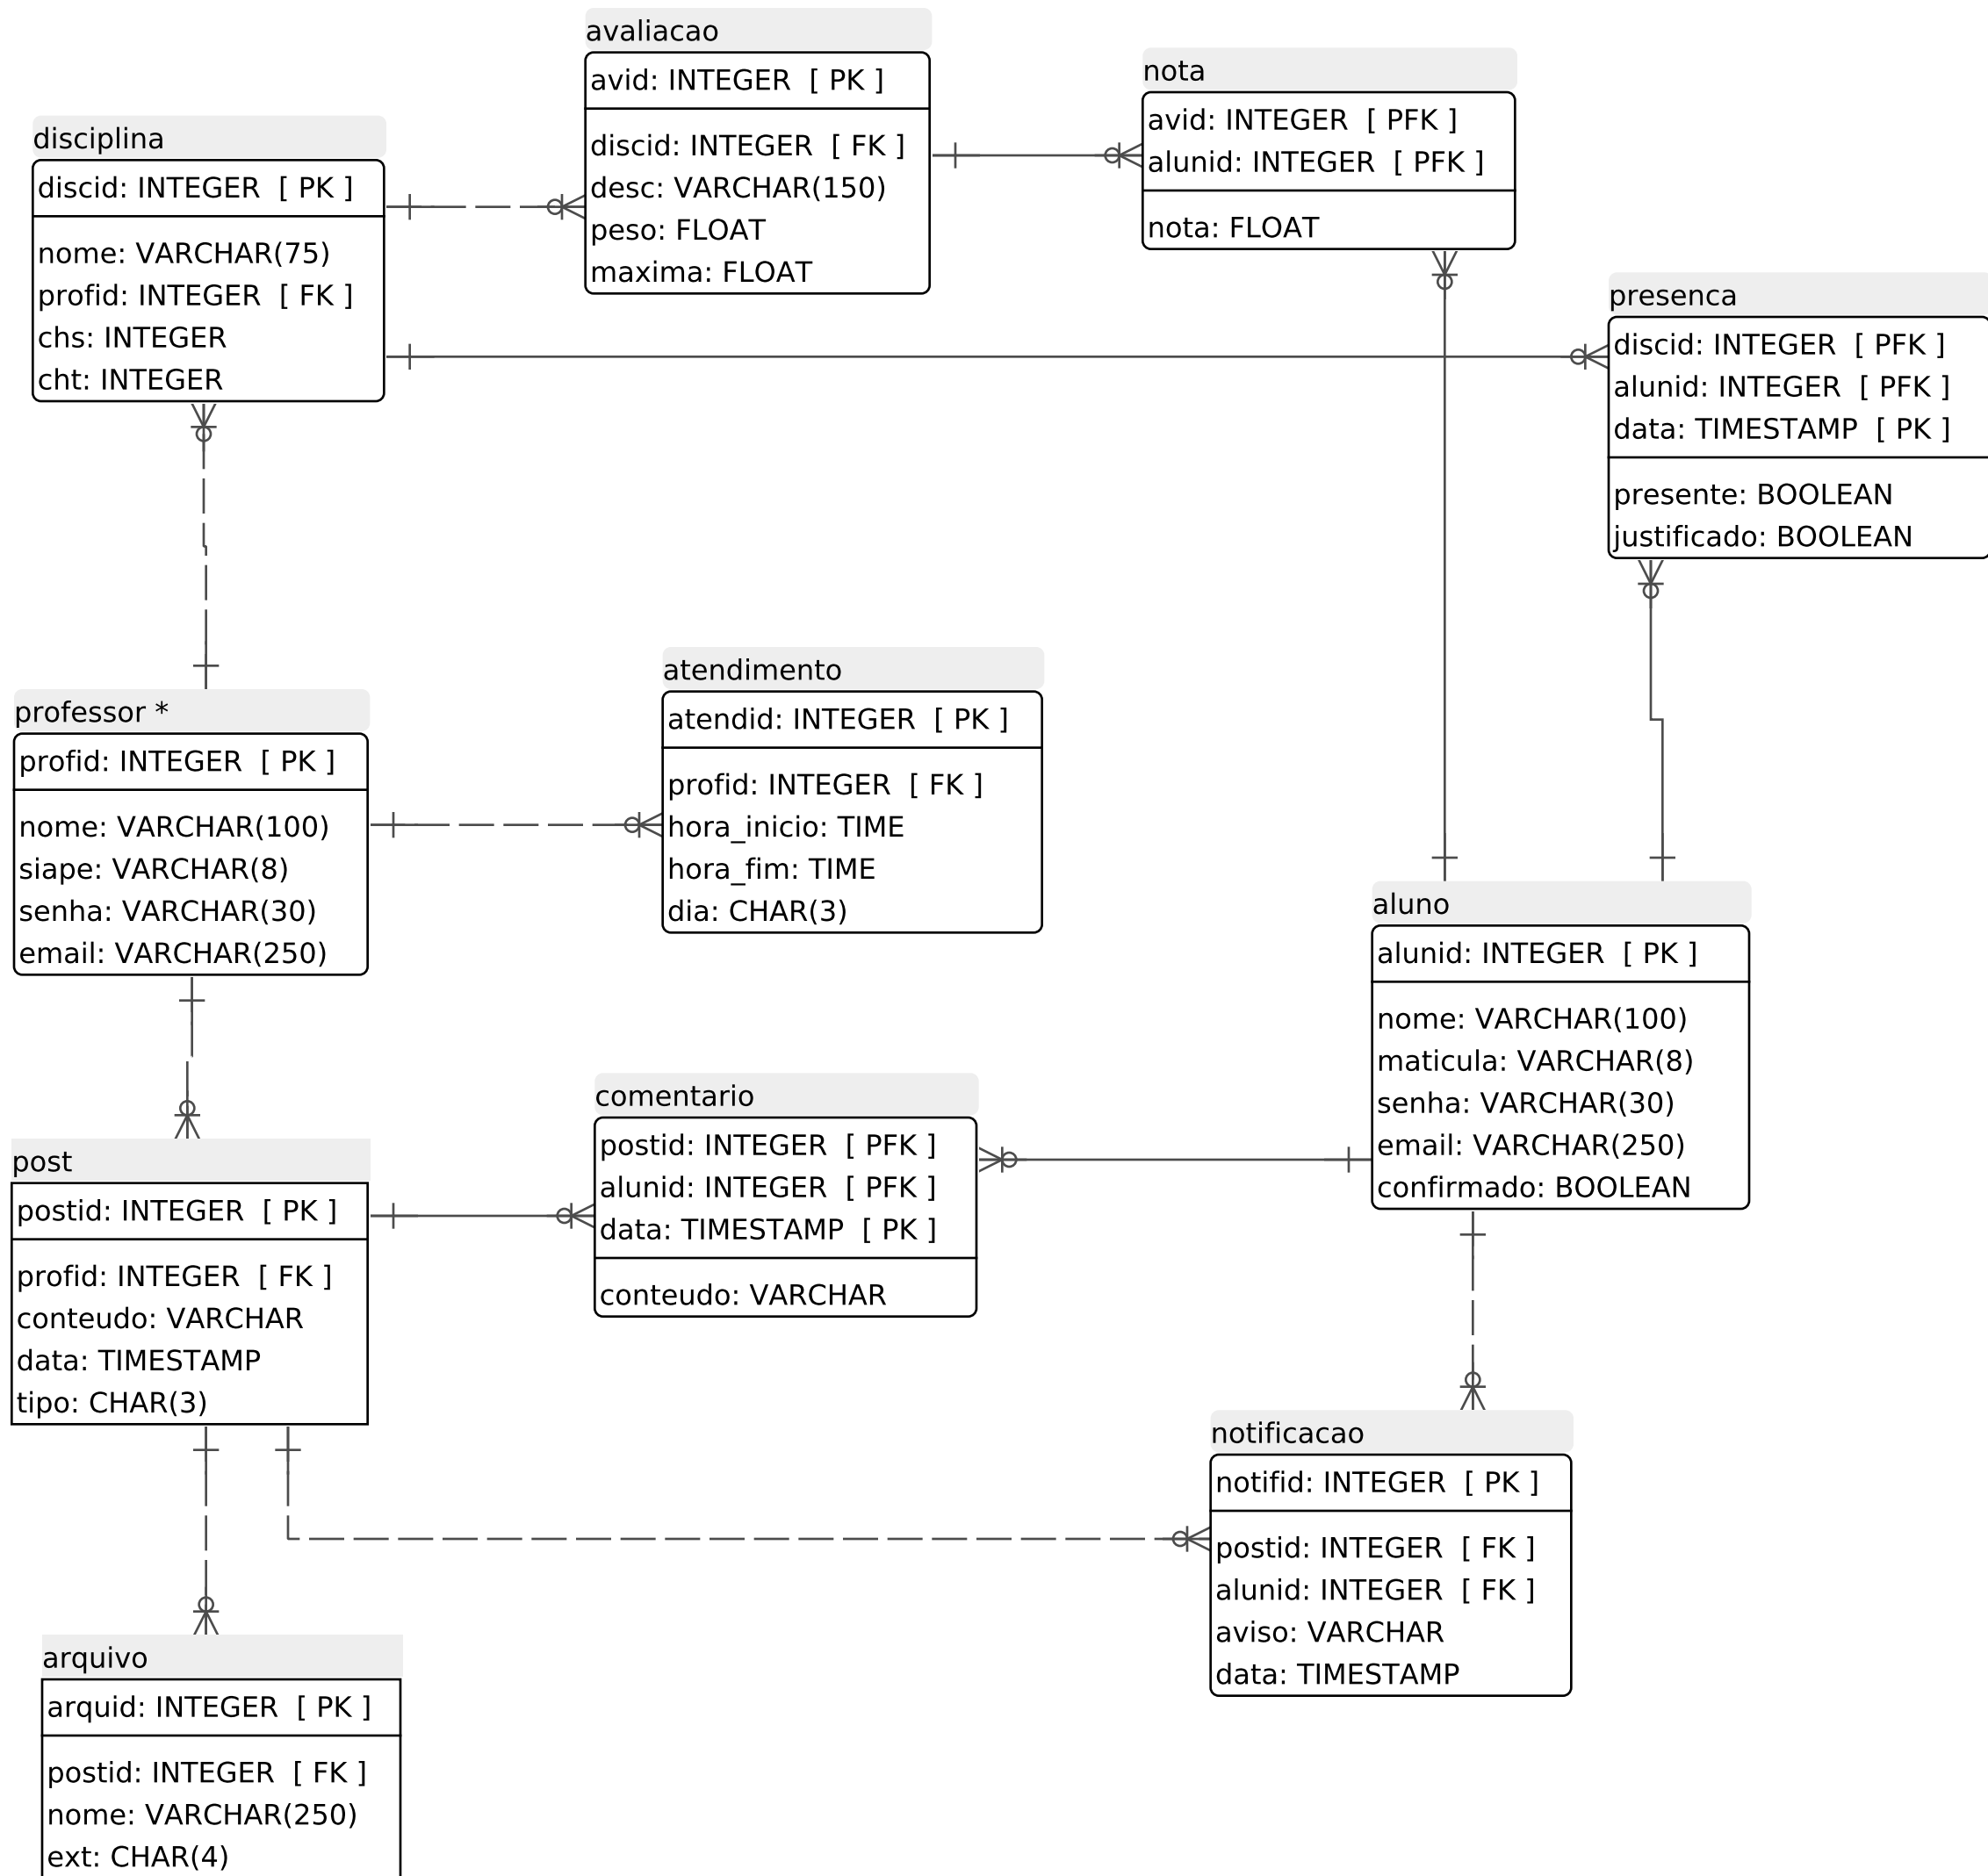 avaliacao
avid: INTEGER [ PK ]
discid: INTEGER [ FK ]
desc: VARCHAR(150)
peso: FLOAT
maxima: FLOAT
nota
avid: INTEGER [ PFK ]
alunid: INTEGER [ PFK ]
nota: FLOAT
disciplina
discid: INTEGER [ PK ]
nome: VARCHAR(75)
profid: INTEGER [ FK ]
chs: INTEGER
cht: INTEGER
presenca
discid: INTEGER [ PFK ]
alunid: INTEGER [ PFK ]
data: TIMESTAMP [ PK ]
presente: BOOLEAN
justificado: BOOLEAN
professor *
profid: INTEGER [ PK ]
nome: VARCHAR(100)
siape: VARCHAR(8)
senha: VARCHAR(30)
email: VARCHAR(250)
atendimento
atendid: INTEGER [ PK ]
profid: INTEGER [ FK ]
hora_inicio: TIME
hora_fim: TIME
dia: CHAR(3)
aluno
alunid: INTEGER [ PK ]
nome: VARCHAR(100)
maticula: VARCHAR(8)
senha: VARCHAR(30)
email: VARCHAR(250)
confirmado: BOOLEAN
post
postid: INTEGER [ PK ]
profid: INTEGER [ FK ]
conteudo: VARCHAR
data: TIMESTAMP
tipo: CHAR(3)
comentario
postid: INTEGER [ PFK ]
alunid: INTEGER [ PFK ]
data: TIMESTAMP [ PK ]
conteudo: VARCHAR
notificacao
notifid: INTEGER [ PK ]
postid: INTEGER [ FK ]
alunid: INTEGER [ FK ]
aviso: VARCHAR
data: TIMESTAMP
arquivo
arquid: INTEGER [ PK ]
postid: INTEGER [ FK ]
nome: VARCHAR(250)
ext: CHAR(4)